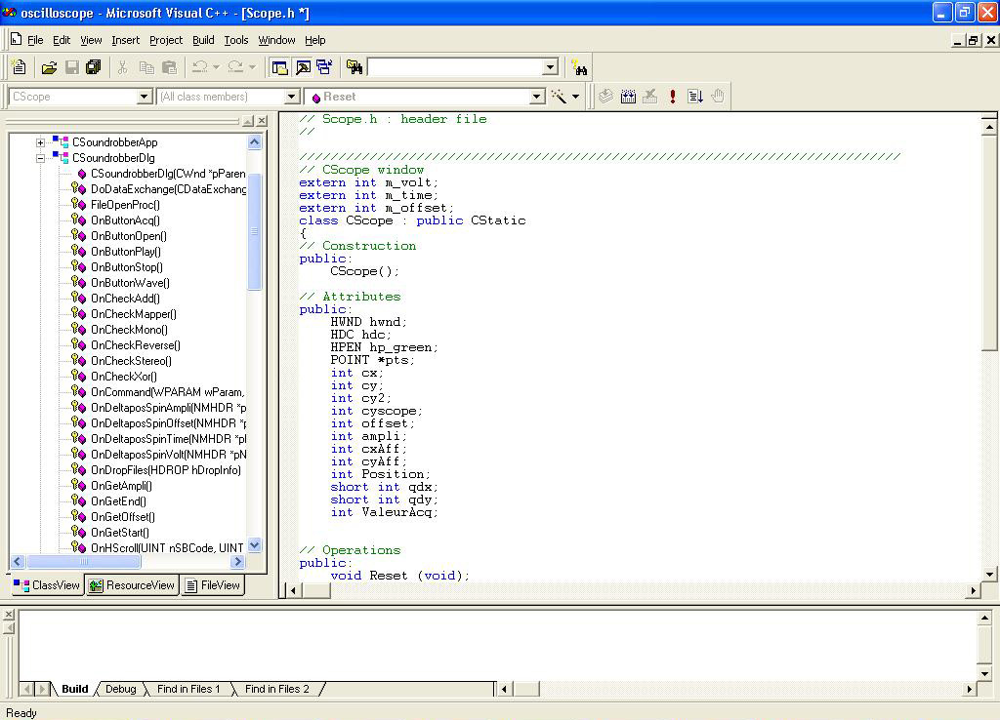 oscilloscope - Microsoft Visual C++ - [Scope.h *]
File Edit View Insert Project Build Tools Window Help
CScope (All class members) Reset
CSoundrobberApp
CSoundrobberDlg
CSoundrobberDlg(CWnd *pParen
DoDataExchange(CDataExchang
FileOpenProc()
OnButtonAcq()
OnButtonOpen()
OnButtonPlay()
OnButtonStop()
OnButtonWave()
OnCheckAdd()
OnCheckMapper()
OnCheckMono()
OnCheckReverse()
OnCheckStereo()
OnCheckXor()
OnCommand(WPARAM wParam,
OnDeltaposSpinAmpli(NMHDR *p
OnDeltaposSpinOffset(NMHDR *p
OnDeltaposSpinTime(NMHDR *pl
OnDeltaposSpinVolt(NMHDR *pN
OnDropFiles(HDROP hDropInfo)
OnGetAmpli()
OnGetEnd()
OnGetOffset()
OnGetStart()
OnHScroll(UINT nSBCode, UINT
ClassView ResourceView FileView
// Scope.h : header file
//
/////////////////////////////////////////////////////////////////////////////
// CScope window
extern int m_volt;
extern int m_time;
extern int m_offset;
class CScope : public CStatic
{
// Construction
public:
CScope();
// Attributes
public:
HWND hwnd;
HDC hdc;
HPEN hp_green;
POINT *pts;
int cx;
int cy;
int cy2;
int cyscope;
int offset;
int ampli;
int cxAff;
int cyAff;
int Position;
short int qdx;
short int qdy;
int ValeurAcq;
// Operations
public:
void Reset (void);
Build Debug Find in Files 1 Find in Files 2
Ready